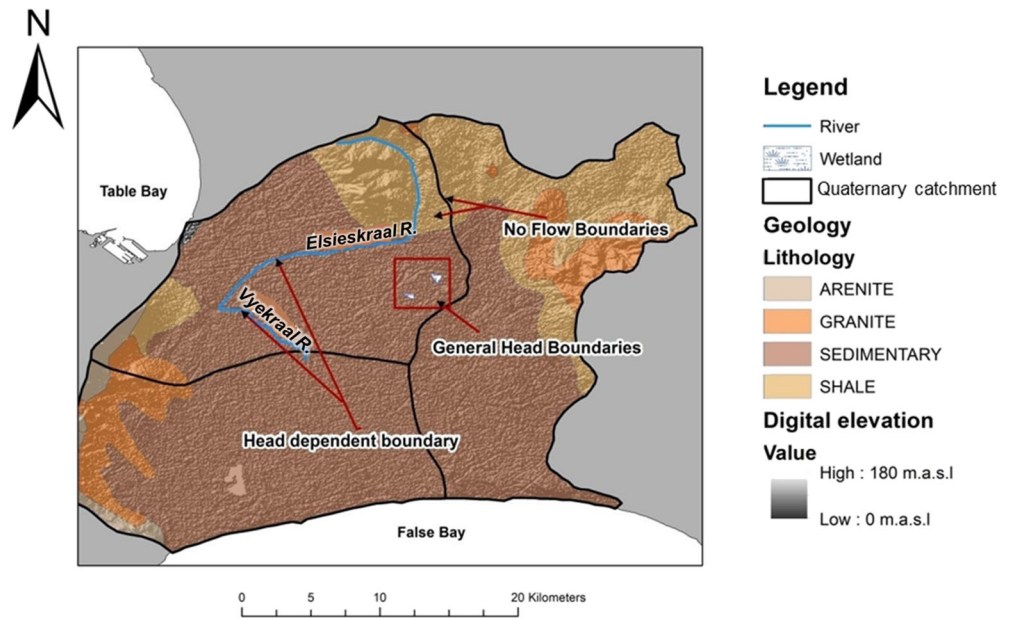 N
Table Bay
Elsieskraal R.
No Flow Boundaries
Vyekraal R.
General Head Boundaries
Head dependent boundary
False Bay
0 5 10 20 Kilometers
Legend
River
Wetland
Quaternary catchment
Geology
Lithology
ARENITE
GRANITE
SEDIMENTARY
SHALE
Digital elevation
Value
High : 180 m.a.s.l
Low : 0 m.a.s.l